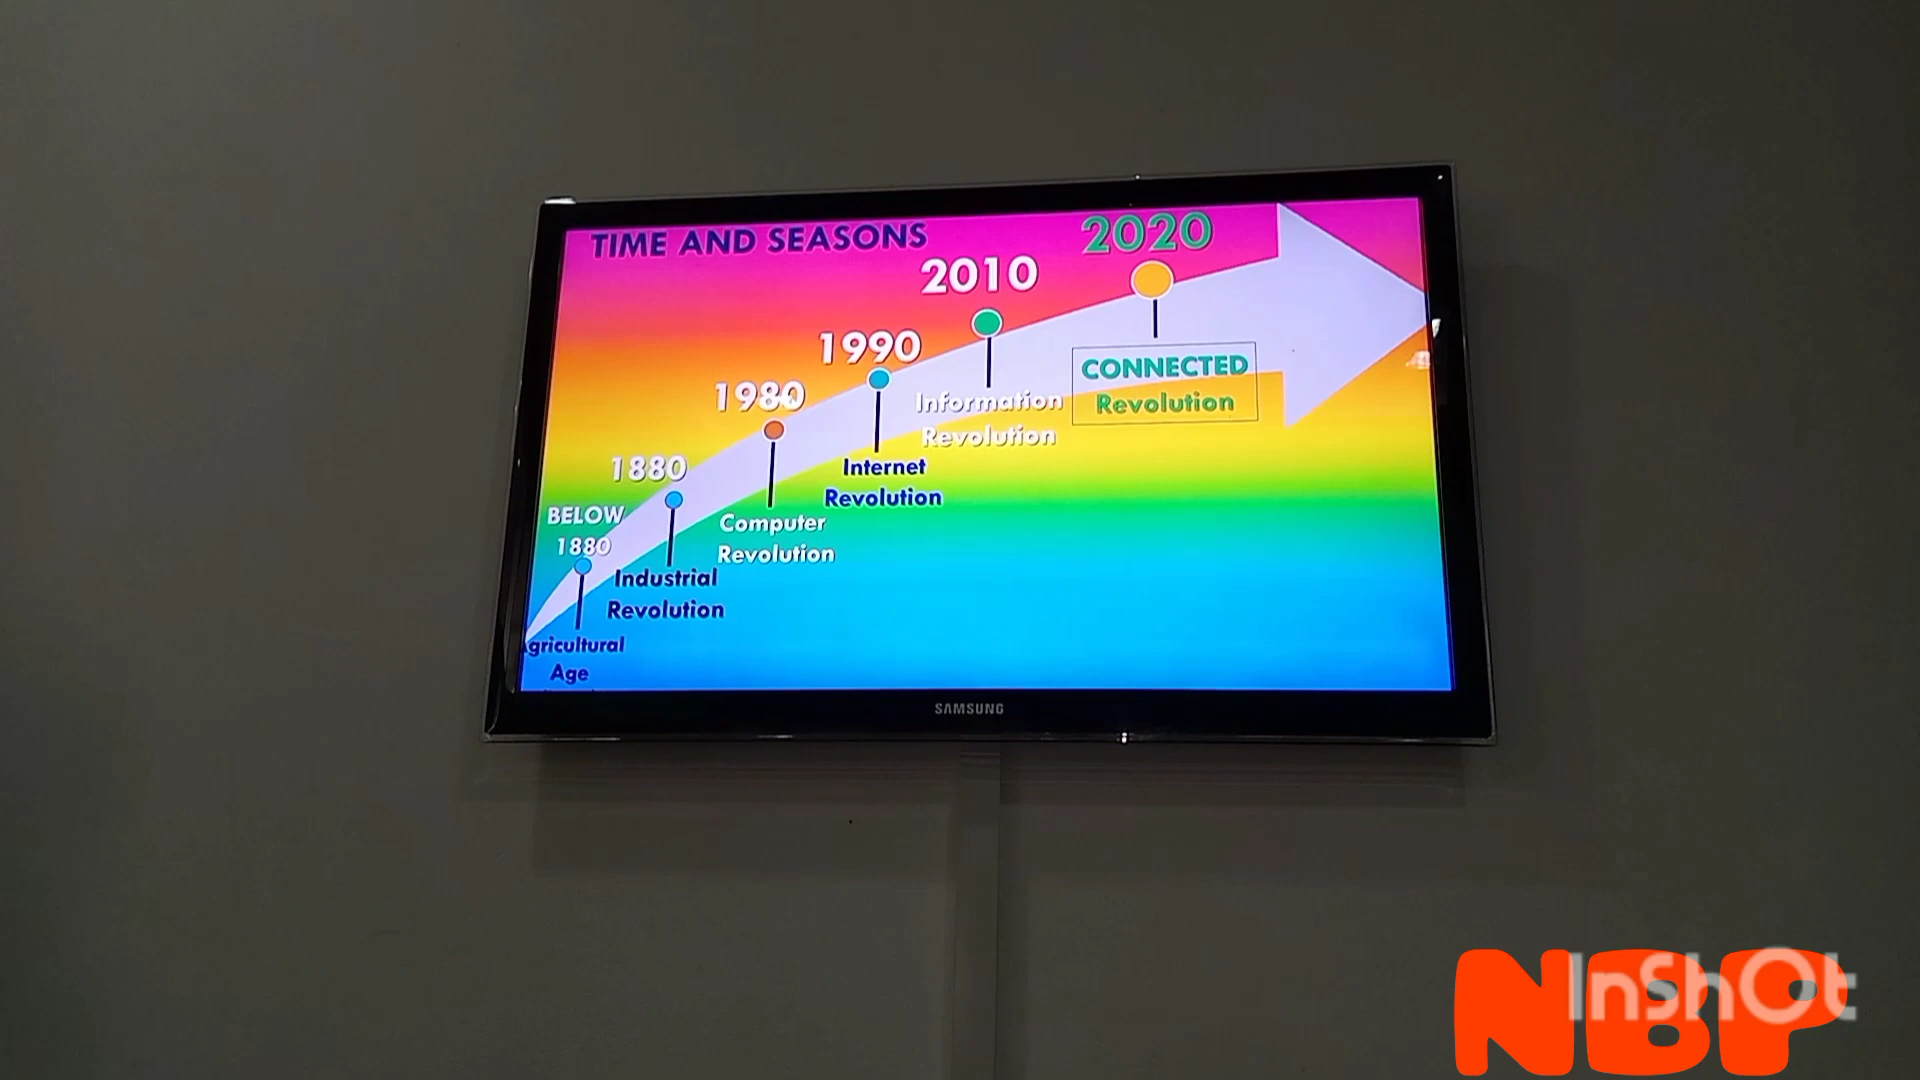 TIME AND SEASONS
2020
2010
1990
1980
1880
BELOW
1880
CONNECTED
Revolution
Information
Revolution
Internet
Revolution
Computer
Revolution
Industrial
Revolution
Agricultural
Age
SAMSUNG
NBP
InShOt